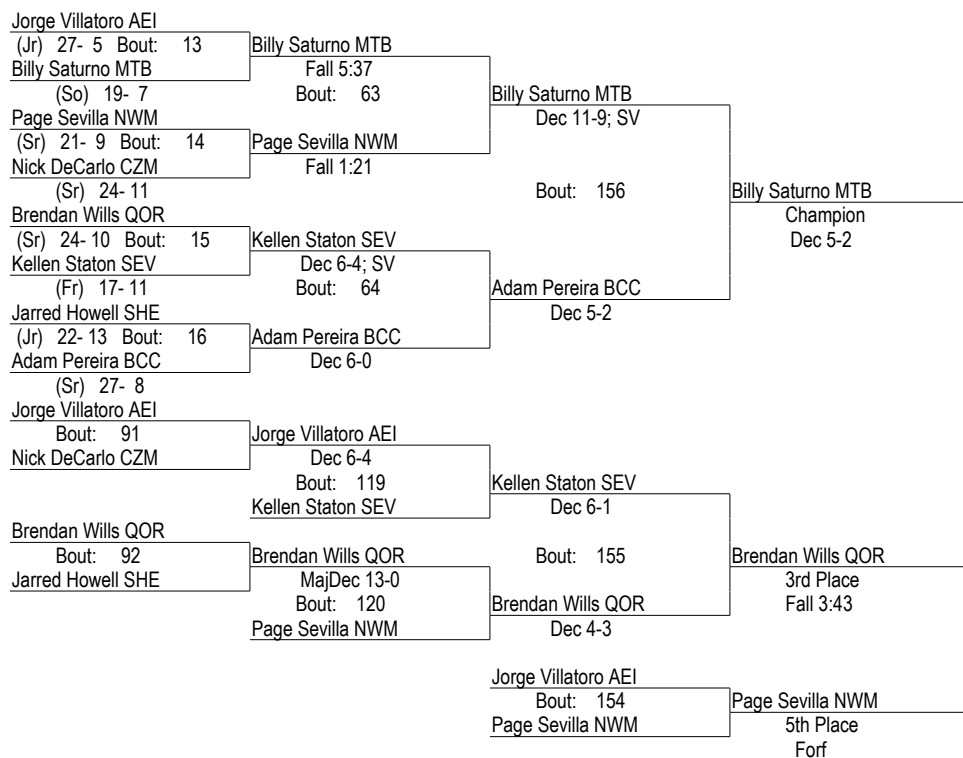 Jorge Villatoro AEI
(Jr) 27- 5 Bout: 13
Billy Saturno MTB
Billy Saturno MTB
Fall 5:37
(So) 19- 7
Bout: 63
Billy Saturno MTB
Page Sevilla NWM
Dec 11-9; SV
(Sr) 21- 9 Bout: 14
Page Sevilla NWM
Nick DeCarlo CZM
Fall 1:21
(Sr) 24- 11
Bout: 156
Billy Saturno MTB
Brendan Wills QOR
Champion
(Sr) 24- 10 Bout: 15
Kellen Staton SEV
Dec 5-2
Kellen Staton SEV
Dec 6-4; SV
(Fr) 17- 11
Bout: 64
Adam Pereira BCC
Jarred Howell SHE
Dec 5-2
(Jr) 22- 13 Bout: 16
Adam Pereira BCC
Adam Pereira BCC
Dec 6-0
(Sr) 27- 8
Jorge Villatoro AEI
Bout: 91
Jorge Villatoro AEI
Nick DeCarlo CZM
Dec 6-4
Bout: 119
Kellen Staton SEV
Kellen Staton SEV
Dec 6-1
Brendan Wills QOR
Bout: 92
Brendan Wills QOR
Bout: 155
Brendan Wills QOR
Jarred Howell SHE
MajDec 13-0
3rd Place
Bout: 120
Brendan Wills QOR
Fall 3:43
Page Sevilla NWM
Dec 4-3
Jorge Villatoro AEI
Bout: 154
Page Sevilla NWM
Page Sevilla NWM
5th Place
Forf